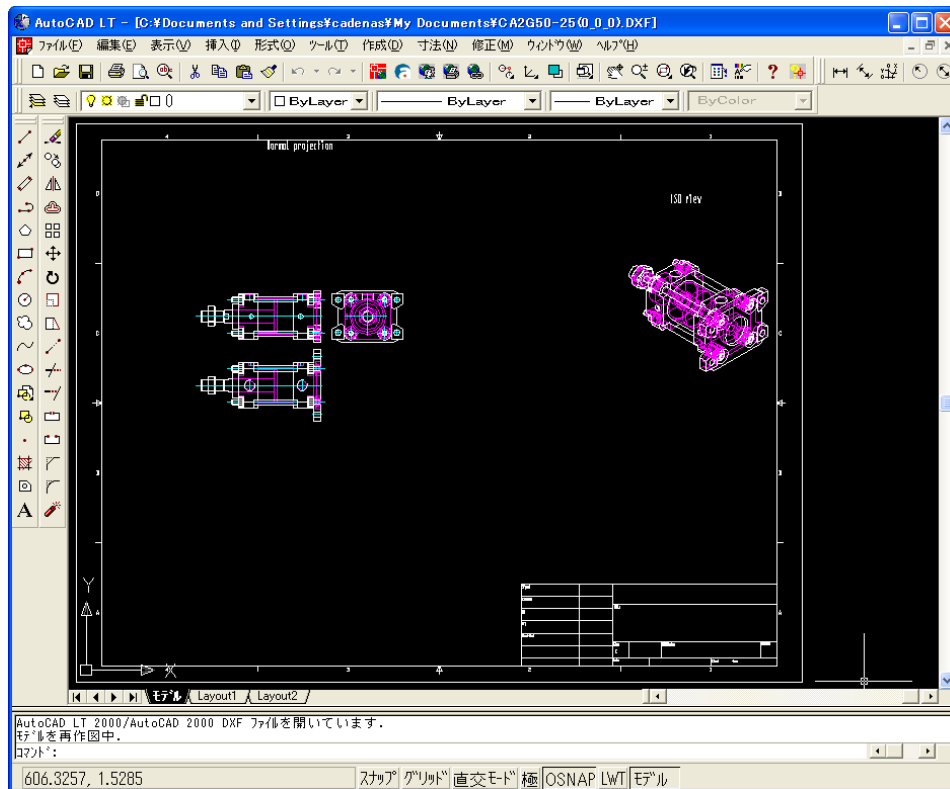 AutoCAD LT - [C:¥Documents and Settings¥cadenas¥My Documents¥CA2G50-25(0_0_0).DXF]
ファイル(F) 編集(E) 表示(V) 挿入(I) 形式(O) ツール(T) 作成(D) 寸法(N) 修正(M) ウィンドウ(W) ヘルプ(H)
0 ByLayer ByLayer ByLayer ByColor
Normal projection
ISO view
Y
X
モデル Layout1 Layout2
AutoCAD LT 2000/AutoCAD 2000 DXF ファイルを開いています.
モデルを再作図中.
コマンド:
606.3257, 1.5285 スナップ グリッド 直交モード 極 OSNAP LWT モデル